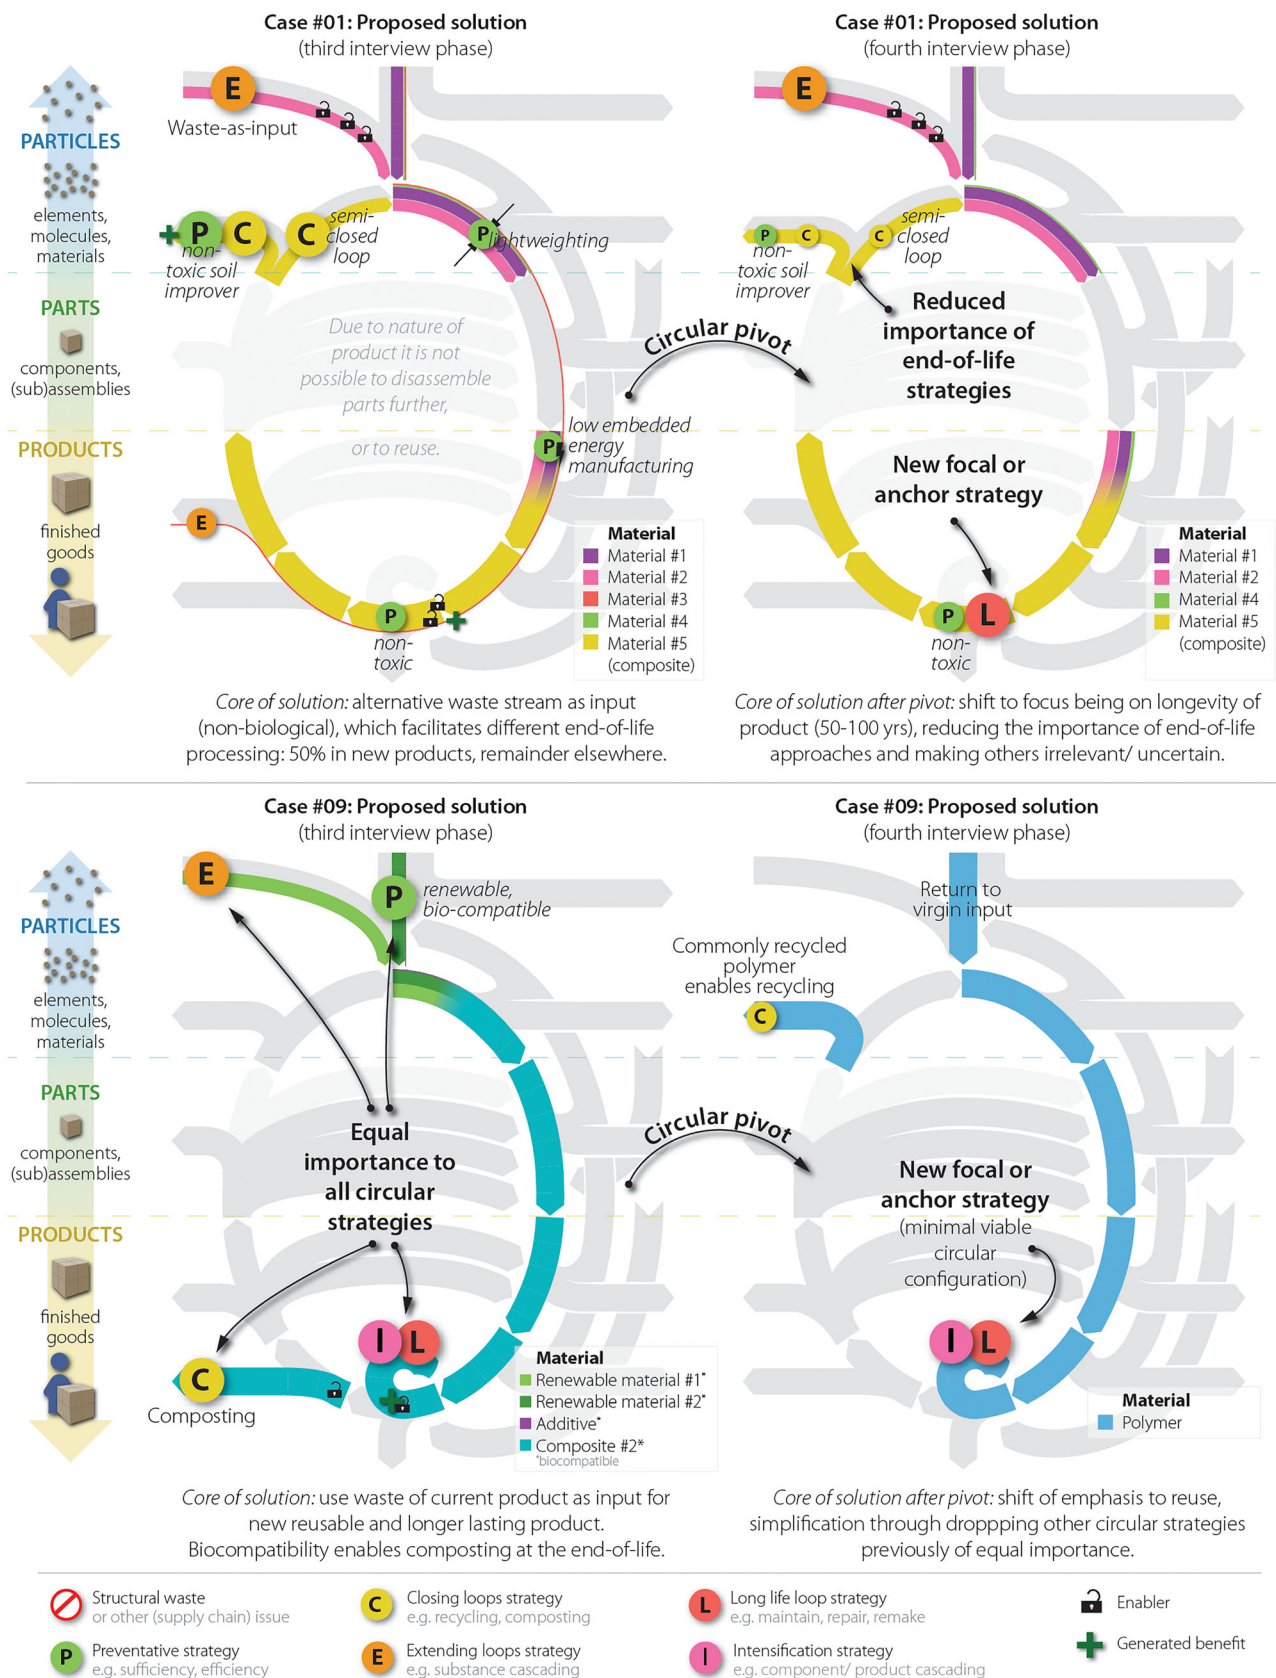 Case #01: Proposed solution
(third interview phase)
Case #01: Proposed solution
(fourth interview phase)
PARTICLES
elements,
molecules,
materials
PARTS
components,
(sub)assemblies
PRODUCTS
finished
goods
E
Waste-as-input
P
C
C
non-
toxic soil
improver
semi-
closed
loop
P
lightweighting
Due to nature of
product it is not
possible to disassemble
parts further,
or to reuse.
P
low embedded
energy
manufacturing
E
P
non-
toxic
Material
Material #1
Material #2
Material #3
Material #4
Material #5
(composite)
Circular pivot
E
P
C
C
non-
toxic soil
improver
semi-
closed
loop
Reduced
importance of
end-of-life
strategies
New focal or
anchor strategy
P
L
non-
toxic
Material
Material #1
Material #2
Material #4
Material #5
(composite)
Core of solution: alternative waste stream as input
(non-biological), which facilitates different end-of-life
processing: 50% in new products, remainder elsewhere.
Core of solution after pivot: shift to focus being on longevity of
product (50-100 yrs), reducing the importance of end-of-life
approaches and making others irrelevant/ uncertain.
Case #09: Proposed solution
(third interview phase)
Case #09: Proposed solution
(fourth interview phase)
PARTICLES
elements,
molecules,
materials
PARTS
components,
(sub)assemblies
PRODUCTS
finished
goods
E
P
renewable,
bio-compatible
Equal
importance to
all circular
strategies
I
L
C
Composting
Material
Renewable material #1*
Renewable material #2*
Additive*
Composite #2*
*biocompatible
Circular pivot
Return to
virgin input
Commonly recycled
polymer
enables recycling
C
New focal or
anchor strategy
(minimal viable
circular
configuration)
I
L
Material
Polymer
Core of solution: use waste of current product as input for
new reusable and longer lasting product.
Biocompatibility enables composting at the end-of-life.
Core of solution after pivot: shift of emphasis to reuse,
simplification through droppping other circular strategies
previously of equal importance.
Structural waste
or other (supply chain) issue
P
Preventative strategy
e.g. sufficiency, efficiency
C
Closing loops strategy
e.g. recycling, composting
E
Extending loops strategy
e.g. substance cascading
L
Long life loop strategy
e.g. maintain, repair, remake
I
Intensification strategy
e.g. component/ product cascading
Enabler
Generated benefit